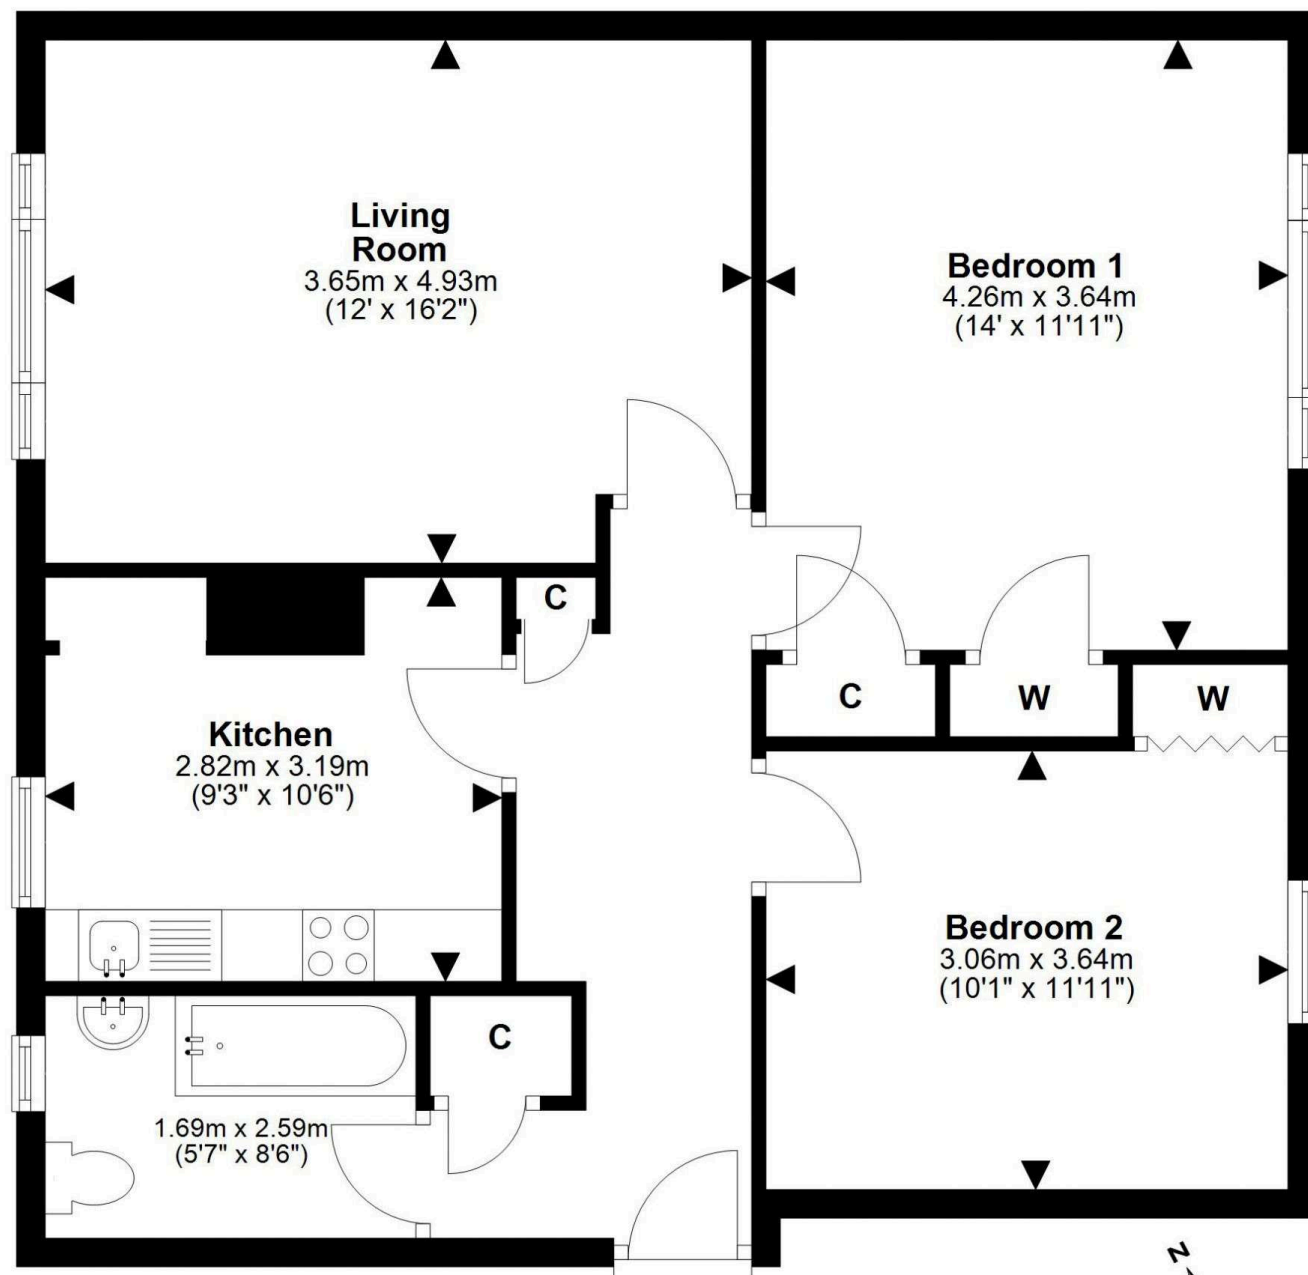 Living
Room
3.65m x 4.93m
(12' x 16'2")
Bedroom 1
4.26m x 3.64m
(14' x 11'11")
C
Kitchen
2.82m x 3.19m
(9'3" x 10'6")
C
W
W
Bedroom 2
3.06m x 3.64m
(10'1" x 11'11")
C
1.69m x 2.59m
(5'7" x 8'6")
N